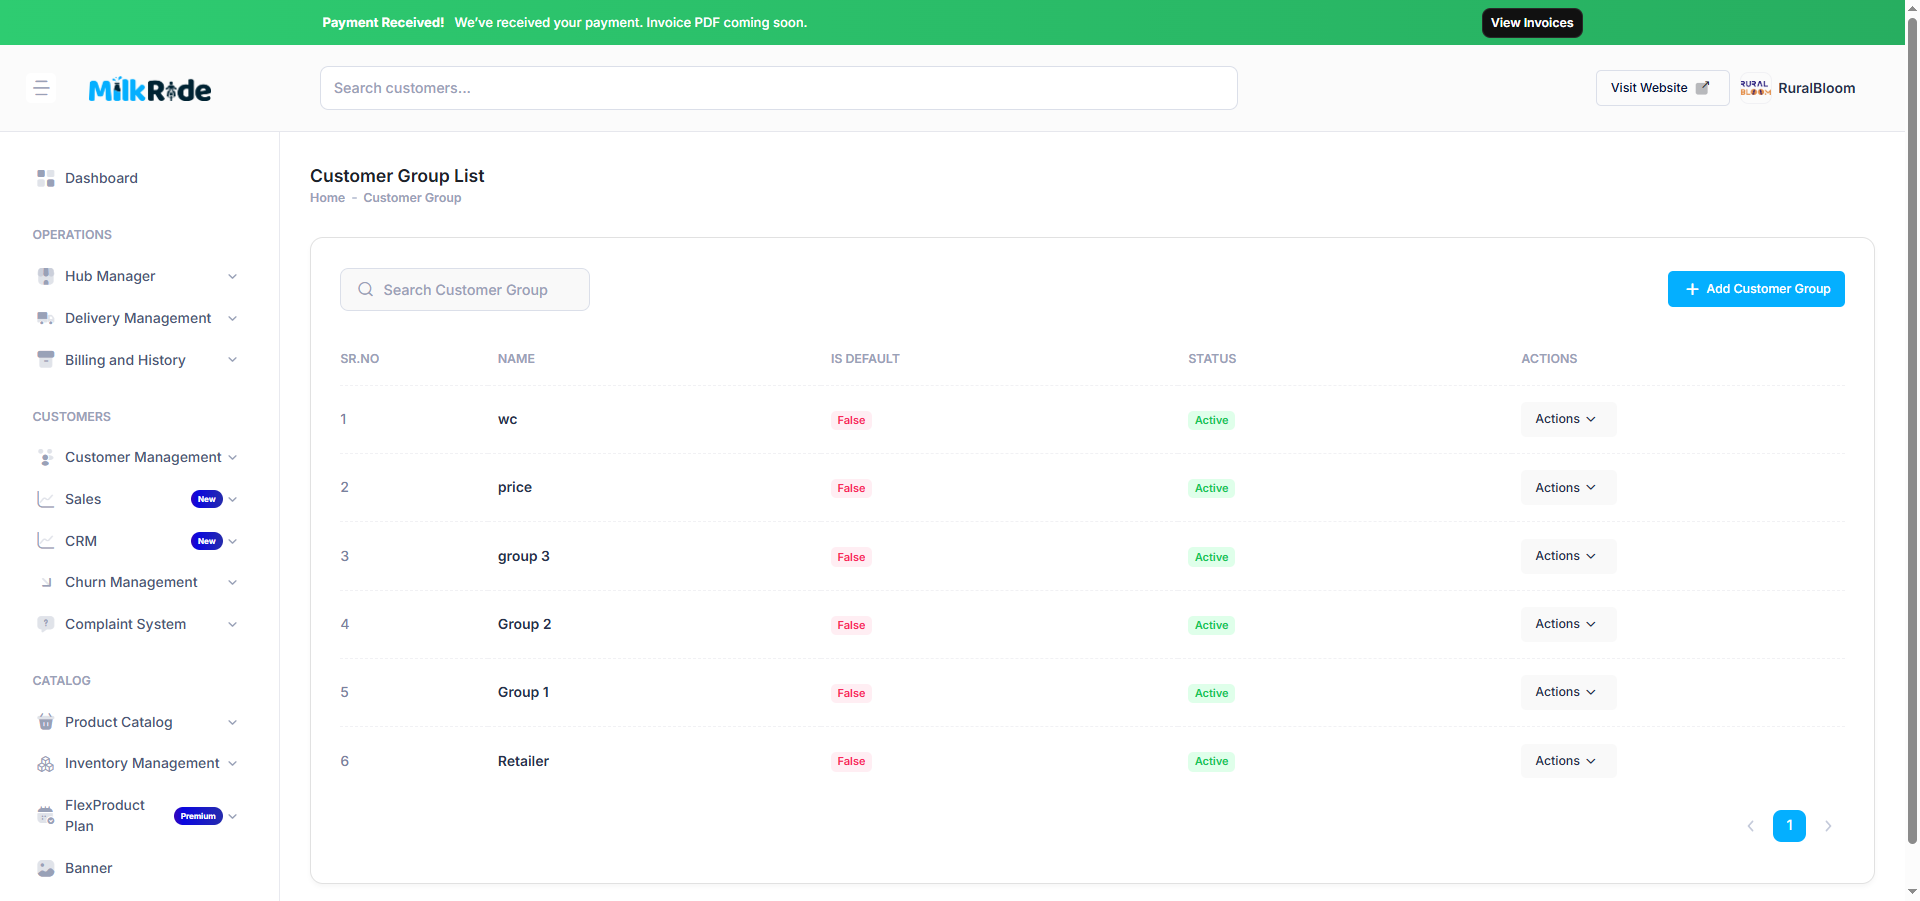 Payment Received! We've received your payment. Invoice PDF coming soon.
View Invoices
MilkRide
Search customers...
Visit Website
RURAL
BLOOM
RuralBloom
Dashboard
OPERATIONS
Hub Manager
Delivery Management
Billing and History
CUSTOMERS
Customer Management
Sales New
CRM New
Churn Management
Complaint System
CATALOG
Product Catalog
Inventory Management
FlexProduct
Plan
Premium
Banner
Customer Group List
Home - Customer Group
Search Customer Group
Add Customer Group
SR.NO NAME IS DEFAULT STATUS ACTIONS
1 wc False Active Actions
2 price False Active Actions
3 group 3 False Active Actions
4 Group 2 False Active Actions
5 Group 1 False Active Actions
6 Retailer False Active Actions
1